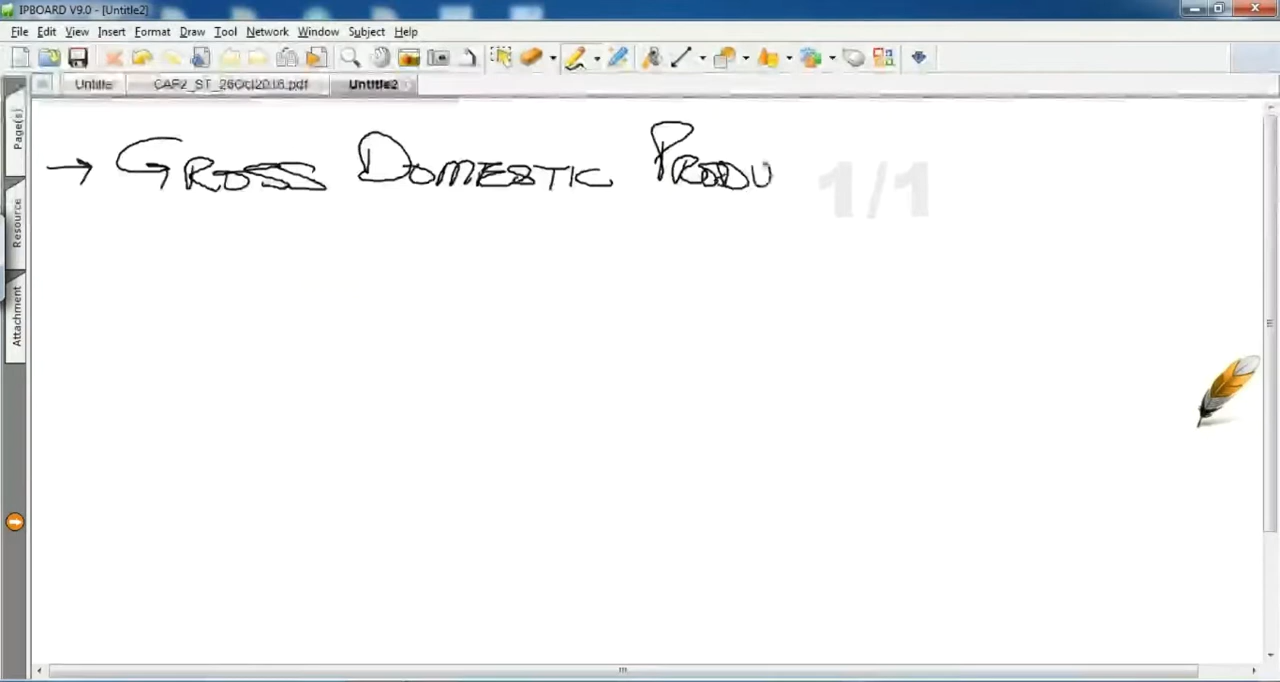 IPBOARD V9.0 - [Untitle2]
File Edit View Insert Format Draw Tool Network Window Subject Help
Untitle CAF2_ST_26Oct2016.pdf Untitle2
Page(s)
Resource
Attachment
→ GROSS DOMESTIC PRODU
1/1